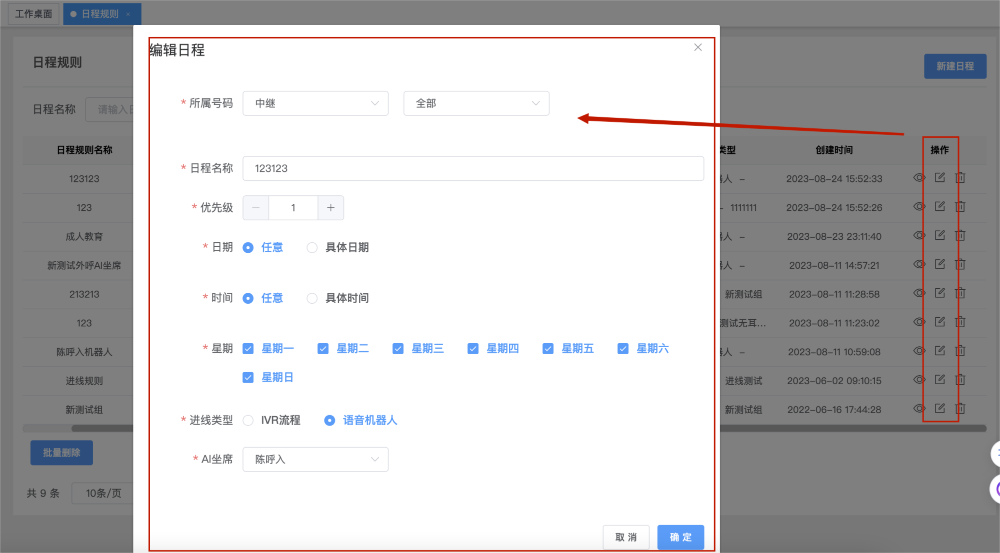 工作桌面
日程规则 ×
日程规则
新建日程
日程名称 请输入
日程规则名称
类型 创建时间 操作
123123
人 – 2023-08-24 15:52:33
123
- 1111111 2023-08-24 15:52:26
成人教育
人 – 2023-08-23 23:11:40
新测试外呼AI坐席
人 – 2023-08-11 14:57:21
213213
新测试组 2023-08-11 11:28:58
123
测试无耳... 2023-08-11 11:23:02
陈呼入机器人
人 – 2023-08-11 10:59:08
进线规则
进线测试 2023-06-02 09:10:15
新测试组
新测试组 2022-06-16 17:44:28
批量删除
共 9 条 10条/页
编辑日程
* 所属号码 中继 全部
* 日程名称 123123
* 优先级 − 1 +
* 日期 任意 具体日期
* 时间 任意 具体时间
* 星期 星期一 星期二 星期三 星期四 星期五 星期六
星期日
* 进线类型 IVR流程 语音机器人
* AI坐席 陈呼入
取 消 确 定